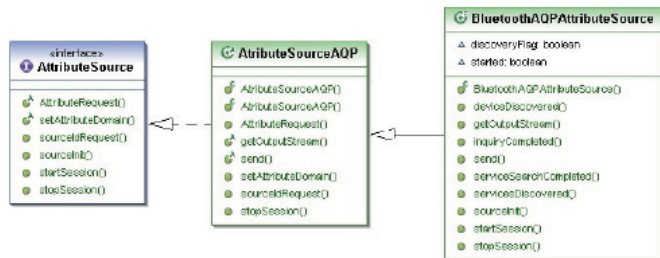 «interface»
AttributeSource
AttributeRequest()
setAttributeDomain()
sourceIdRequest()
sourceInit()
startSession()
stopSession()
AtributeSourceAQP
AtributeSourceAQP()
AtributeSourceAQP()
AttributeRequest()
getOutputStream()
send()
setAttributeDomain()
sourceIdRequest()
stopSession()
BluetoothAQPAttributeSource
discoveryFlag: boolean
started: boolean
BluetoothAQPAttributeSource()
deviceDiscovered()
getOutputStream()
inquiryCompleted()
send()
serviceSearchCompleted()
servicesDiscovered()
sourceInit()
startSession()
stopSession()